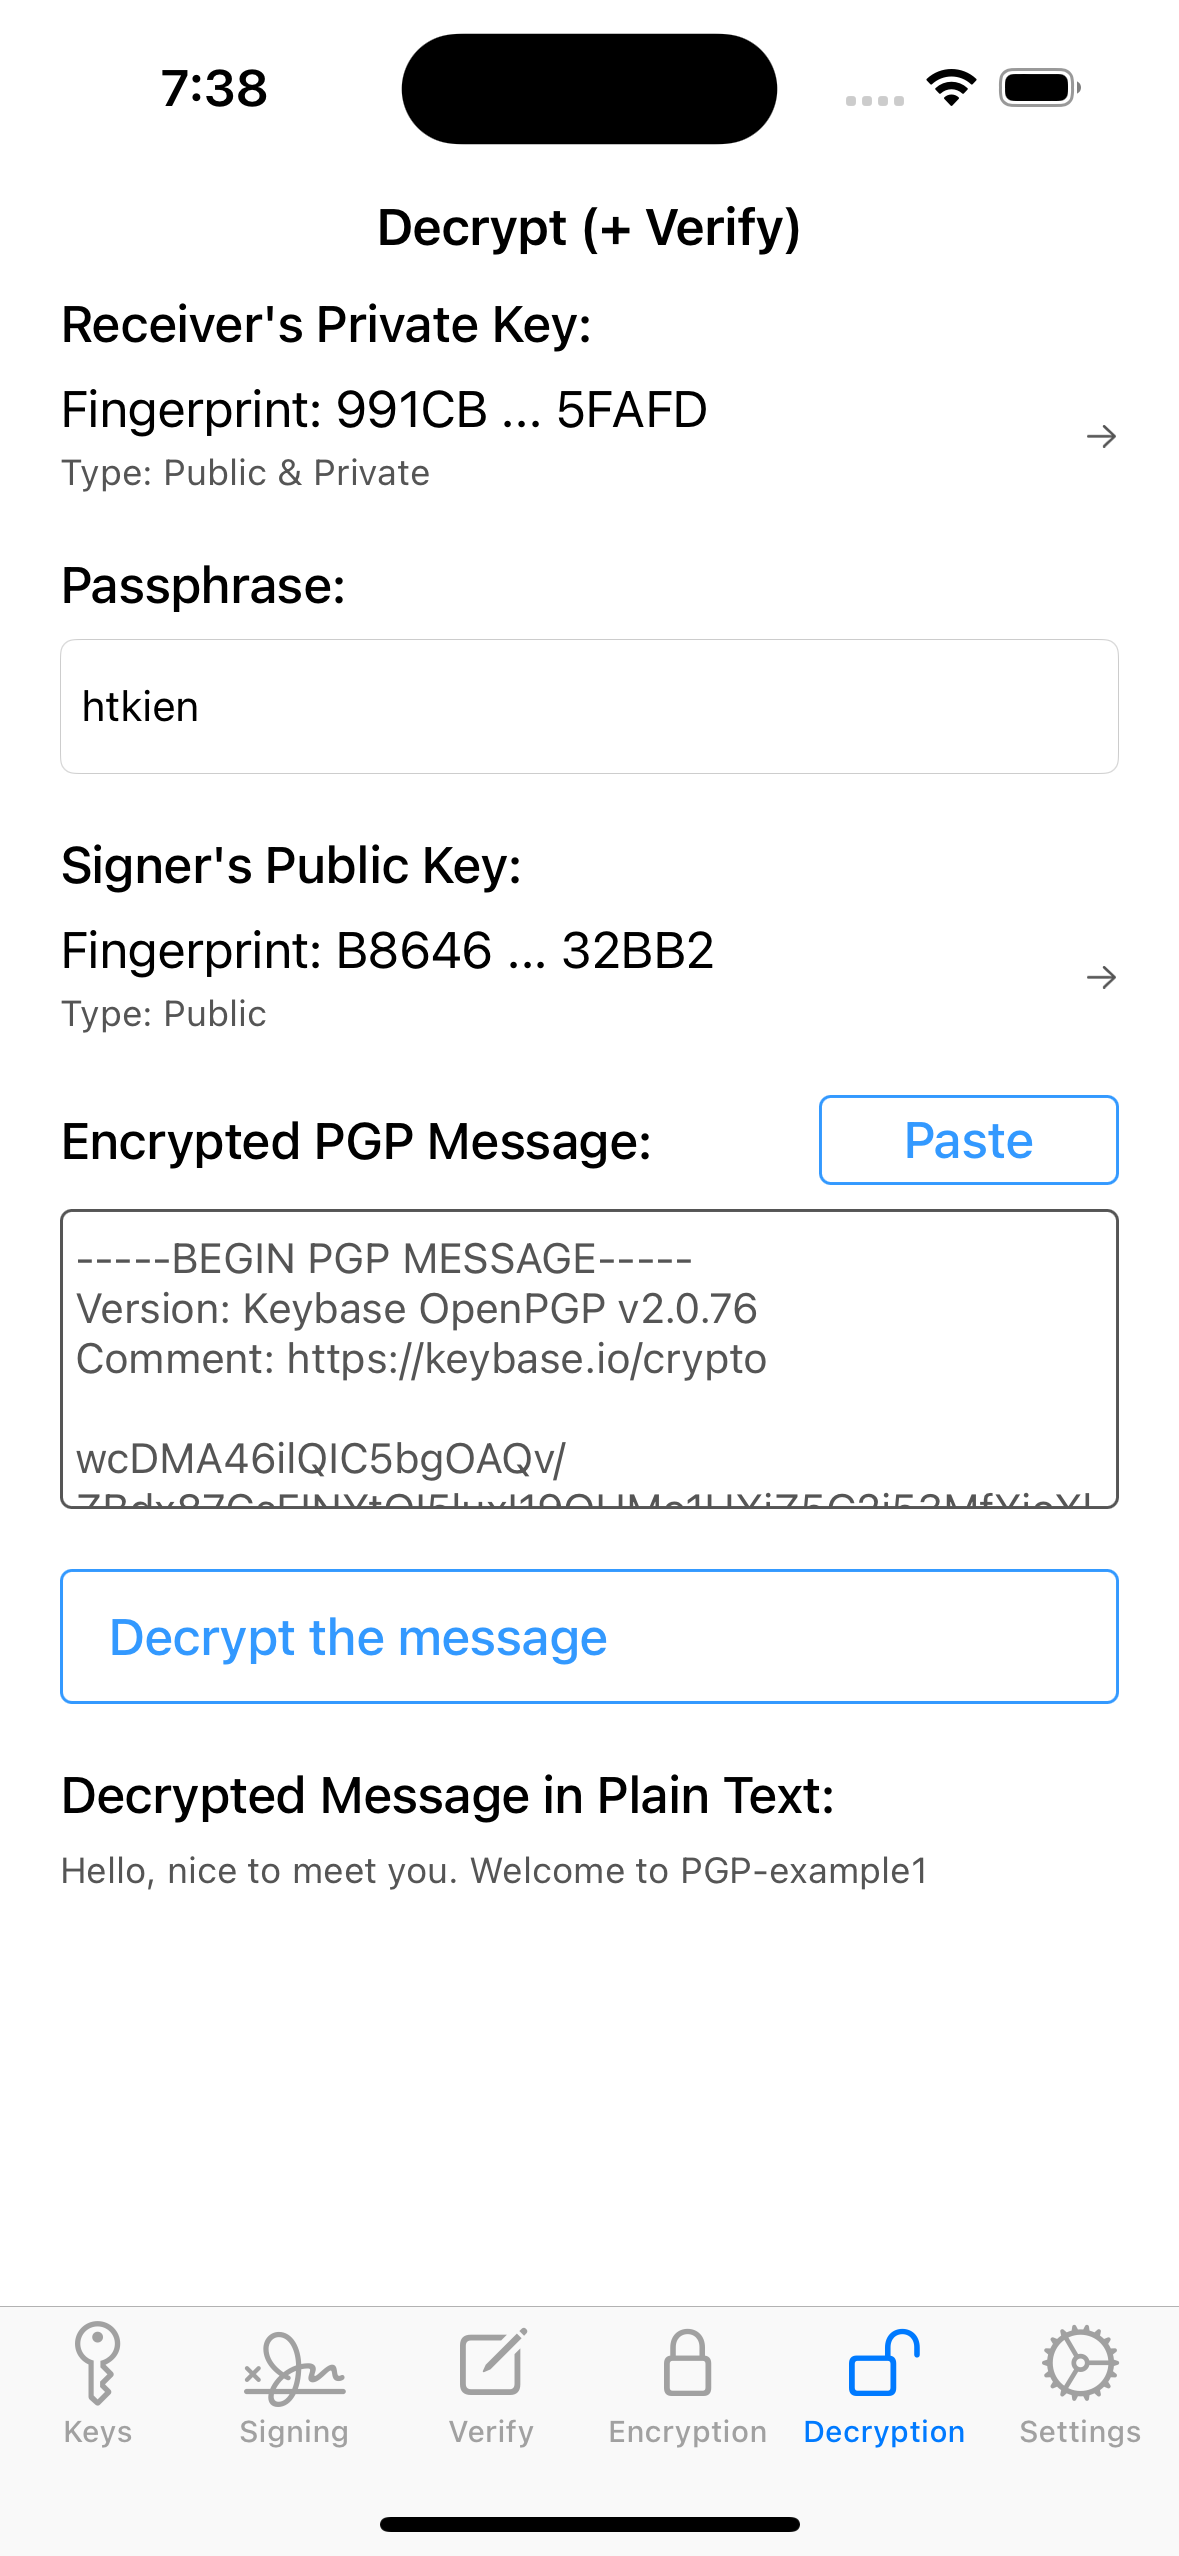 7:38
Decrypt (+ Verify)
Receiver's Private Key:
Fingerprint: 991CB ... 5FAFD
Type: Public & Private
Passphrase:
htkien
Signer's Public Key:
Fingerprint: B8646 ... 32BB2
Type: Public
Encrypted PGP Message:
Paste
-----BEGIN PGP MESSAGE-----
Version: Keybase OpenPGP v2.0.76
Comment: https://keybase.io/crypto
wcDMA46ilQIC5bgOAQv/
Decrypt the message
Decrypted Message in Plain Text:
Hello, nice to meet you. Welcome to PGP-example1
Keys
Signing
Verify
Encryption
Decryption
Settings